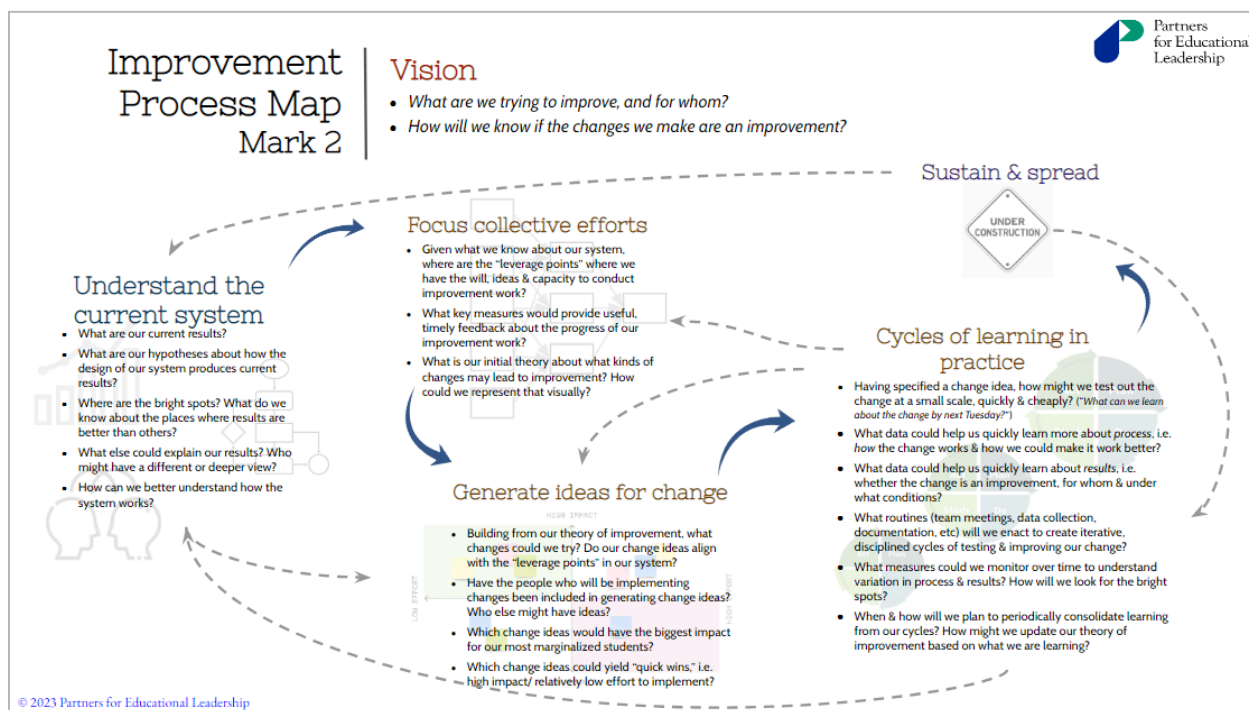 Partners
for Educational
Leadership
Improvement
Process Map
Mark 2
Vision
• What are we trying to improve, and for whom?
• How will we know if the changes we make are an improvement?
Sustain & spread
UNDER
CONSTRUCTION
Focus collective efforts
• Given what we know about our system,
where are the "leverage points" where we
have the will, ideas & capacity to conduct
improvement work?
• What key measures would provide useful,
timely feedback about the progress of our
improvement work?
• What is our initial theory about what kinds of
changes may lead to improvement? How
could we represent that visually?
Understand the
current system
• What are our current results?
• What are our hypotheses about how the
design of our system produces current
results?
• Where are the bright spots? What do we
know about the places where results are
better than others?
• What else could explain our results? Who
might have a different or deeper view?
• How can we better understand how the
system works?
Generate ideas for change
HIGH IMPACT
LOW EFFORT
HIGH EFFORT
• Building from our theory of improvement, what
changes could we try? Do our change ideas align
with the "leverage points" in our system?
• Have the people who will be implementing
changes been included in generating change ideas?
Who else might have ideas?
• Which change ideas would have the biggest impact
for our most marginalized students?
• Which change ideas could yield "quick wins," i.e.
high impact/ relatively low effort to implement?
Cycles of learning in
practice
• Having specified a change idea, how might we test out the
change at a small scale, quickly & cheaply? ("What can we learn
about the change by next Tuesday?")
• What data could help us quickly learn more about process, i.e.
how the change works & how we could make it work better?
• What data could help us quickly learn about results, i.e.
whether the change is an improvement, for whom & under
what conditions?
• What routines (team meetings, data collection,
documentation, etc) will we enact to create iterative,
disciplined cycles of testing & improving our change?
• What measures could we monitor over time to understand
variation in process & results? How will we look for the bright
spots?
• When & how will we plan to periodically consolidate learning
from our cycles? How might we update our theory of
improvement based on what we are learning?
© 2023 Partners for Educational Leadership